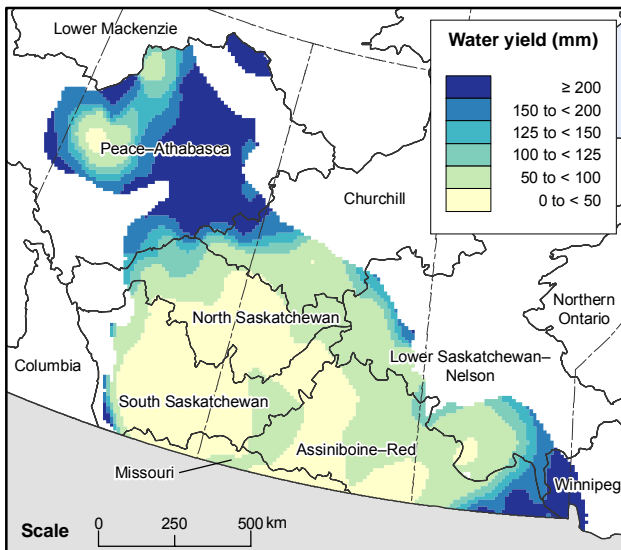 Lower Mackenzie
Water yield (mm)
≥ 200
150 to < 200
125 to < 150
100 to < 125
50 to < 100
0 to < 50
Peace–Athabasca
Churchill
Northern
Ontario
North Saskatchewan
Columbia
Lower Saskatchewan–
Nelson
South Saskatchewan
Assiniboine–Red
Missouri
Winnipeg
Scale
0 250 500 km